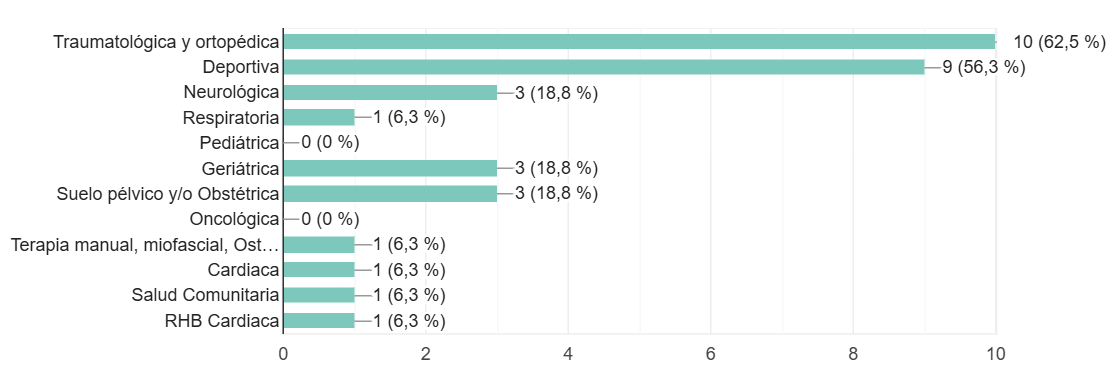 Traumatológica y ortopédica 10 (62,5 %)
Deportiva 9 (56,3 %)
Neurológica 3 (18,8 %)
Respiratoria 1 (6,3 %)
Pediátrica 0 (0 %)
Geriátrica 3 (18,8 %)
Suelo pélvico y/o Obstétrica 3 (18,8 %)
Oncológica 0 (0 %)
Terapia manual, miofascial, Ost… 1 (6,3 %)
Cardiaca 1 (6,3 %)
Salud Comunitaria 1 (6,3 %)
RHB Cardiaca 1 (6,3 %)
0 2 4 6 8 10